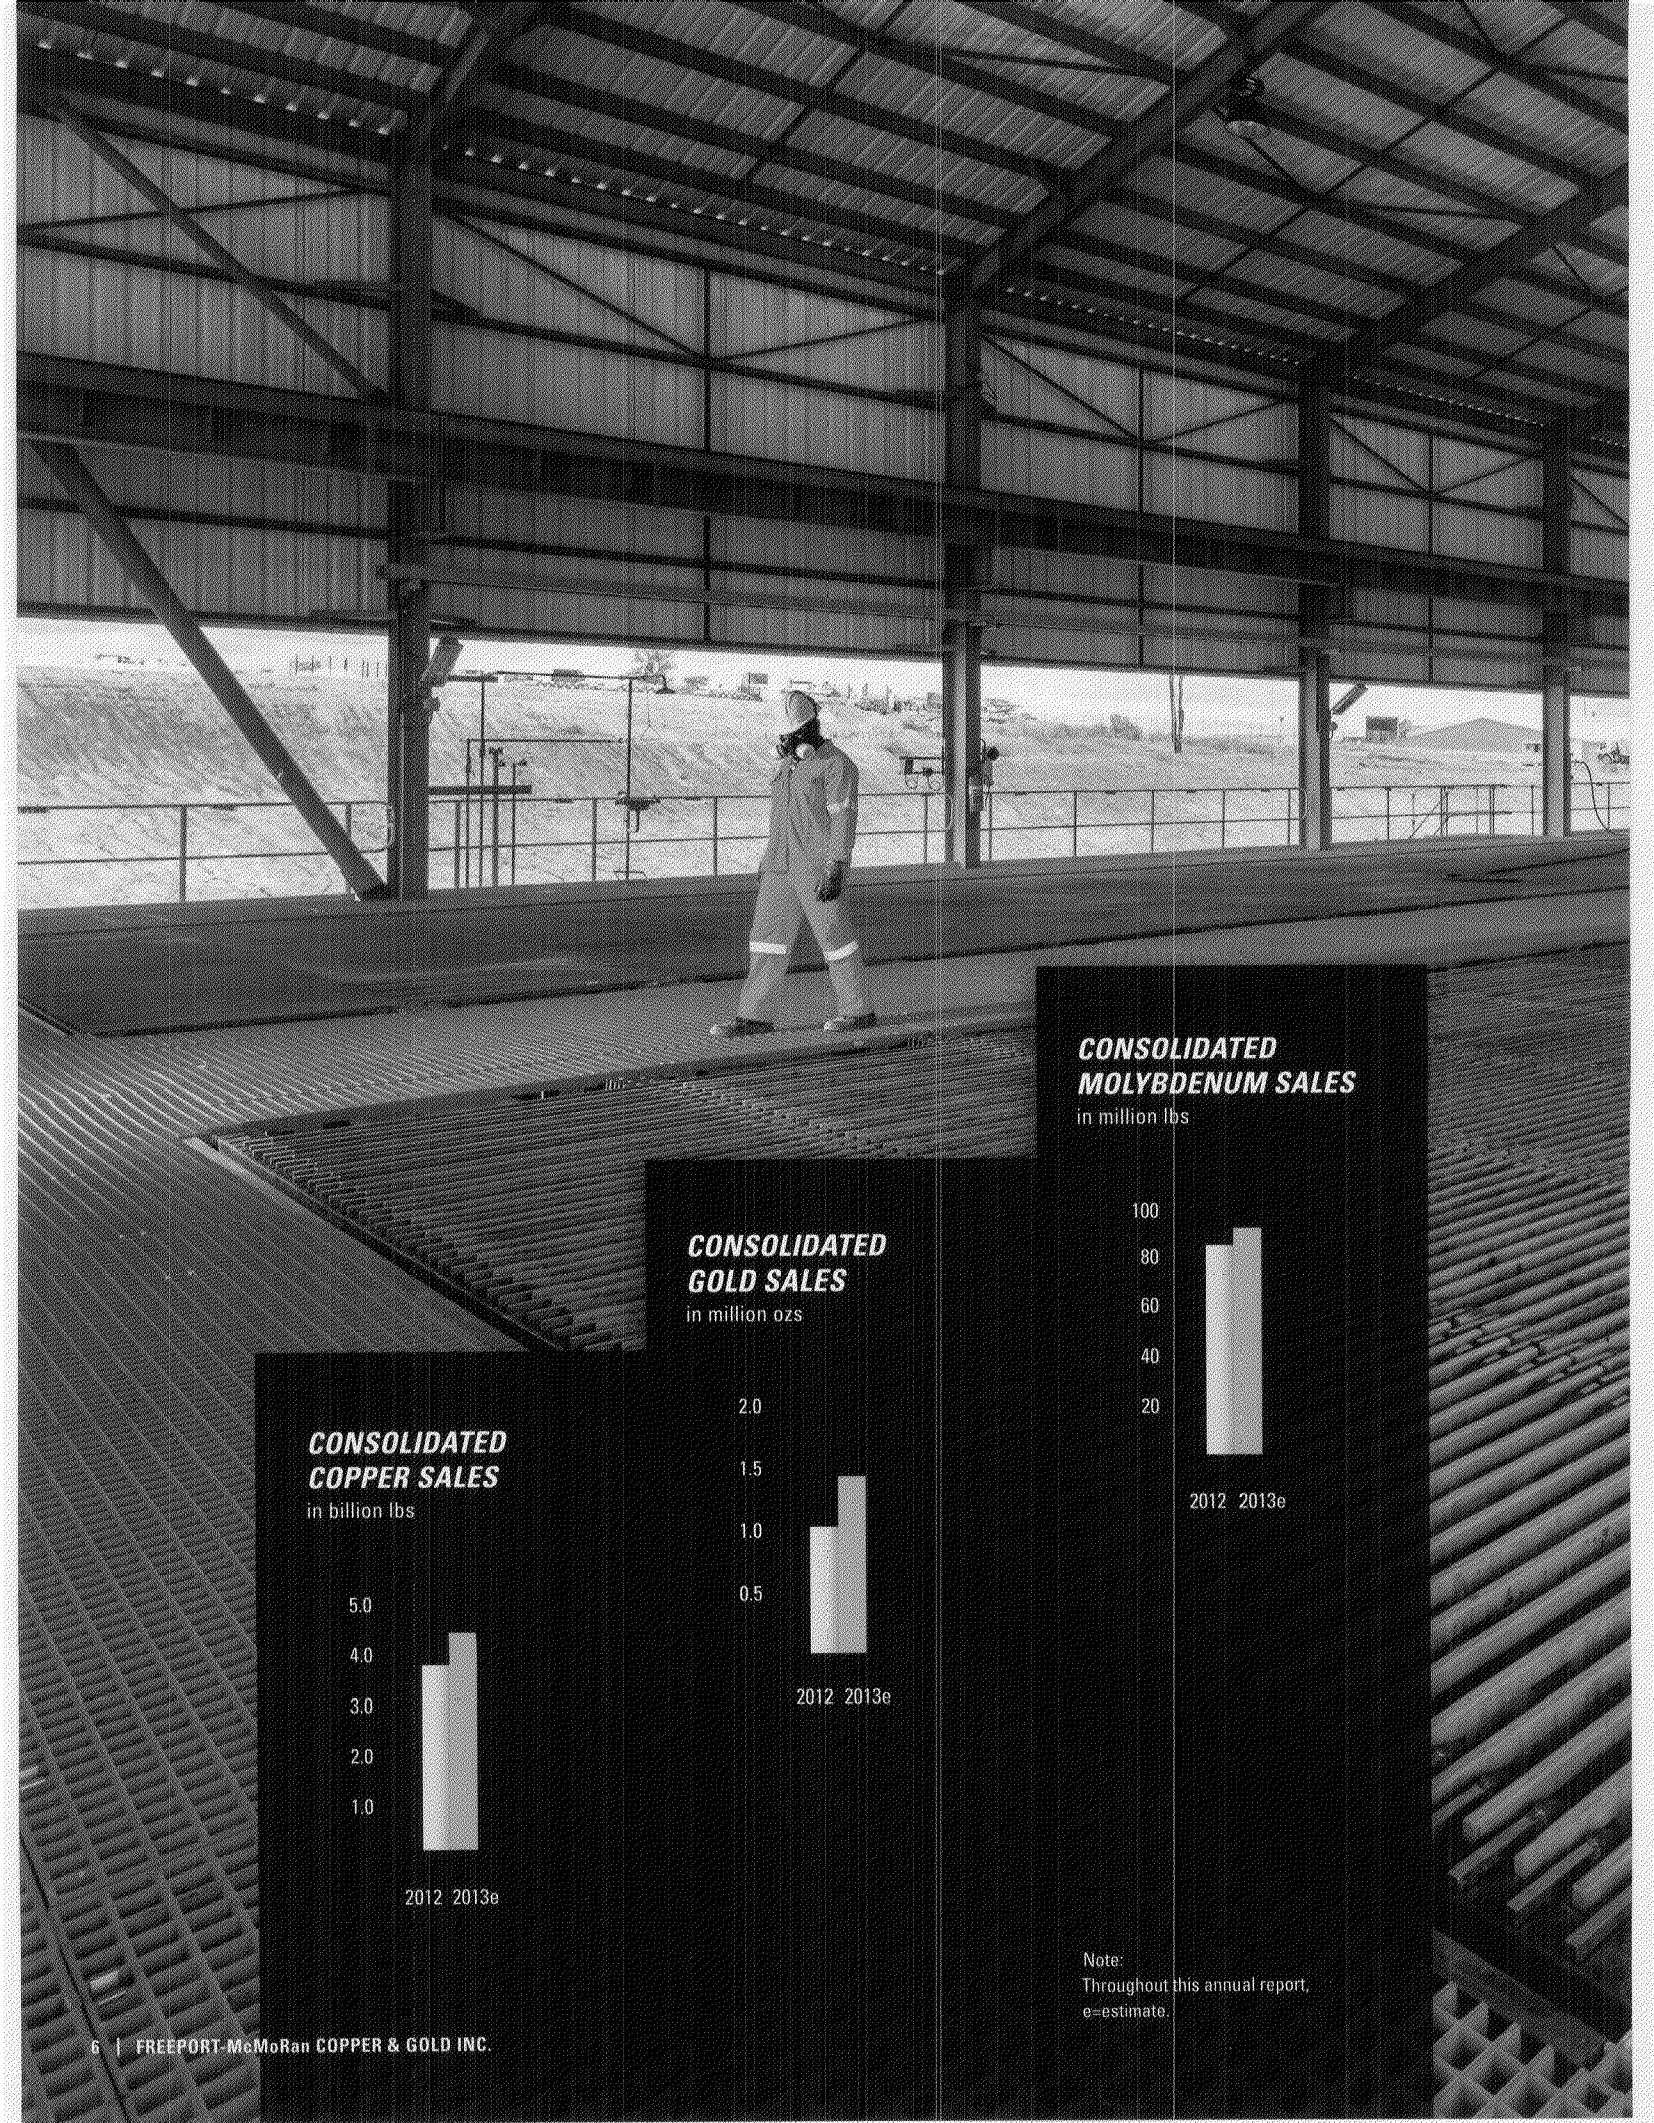 CONSOLIDATED
MOLYBDENUM SALES
in million lbs
100
80
60
40
20
2012 2013e
CONSOLIDATED
GOLD SALES
in million ozs
2.0
1.5
1.0
0.5
2012 2013e
CONSOLIDATED
COPPER SALES
in billion lbs
5.0
4.0
3.0
2.0
1.0
2012 2013e
Note:
Throughout this annual report,
e=estimate.
6 | FREEPORT-McMoRan COPPER & GOLD INC.